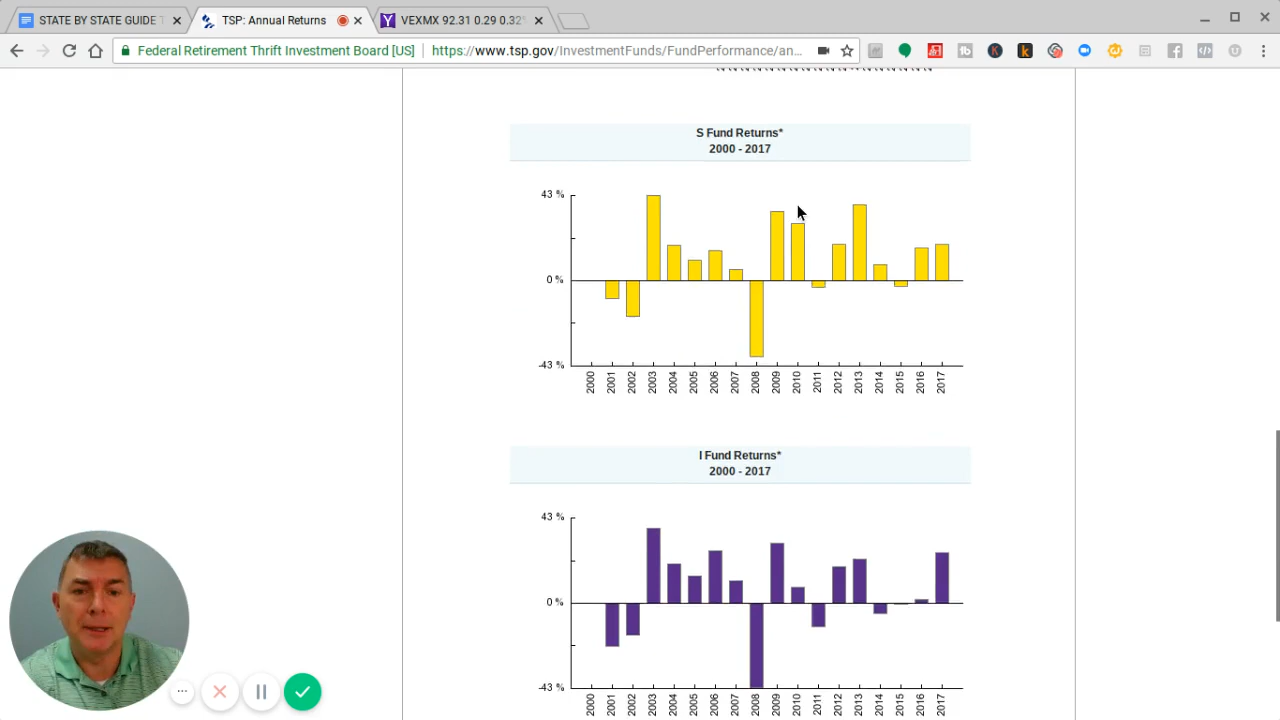 STATE BY STATE GUIDE T
TSP: Annual Returns
VEXMX 92.31 0.29 0.32%
Federal Retirement Thrift Investment Board [US]
https://www.tsp.gov/InvestmentFunds/FundPerformance/an...
S Fund Returns*
2000 - 2017
43 %
0 %
-43 %
2000 2001 2002 2003 2004 2005 2006 2007 2008 2009 2010 2011 2012 2013 2014 2015 2016 2017
I Fund Returns*
2000 - 2017
43 %
0 %
-43 %
2000 2001 2002 2003 2004 2005 2006 2007 2008 2009 2010 2011 2012 2013 2014 2015 2016 2017